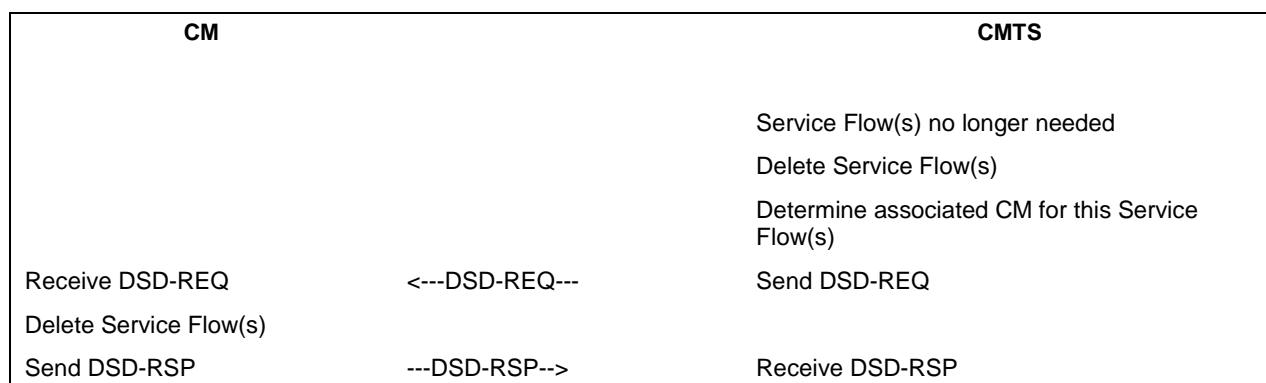 CM CMTS
Service Flow(s) no longer needed
Delete Service Flow(s)
Determine associated CM for this Service
Flow(s)
Receive DSD-REQ <---DSD-REQ--- Send DSD-REQ
Delete Service Flow(s)
Send DSD-RSP ---DSD-RSP--> Receive DSD-RSP